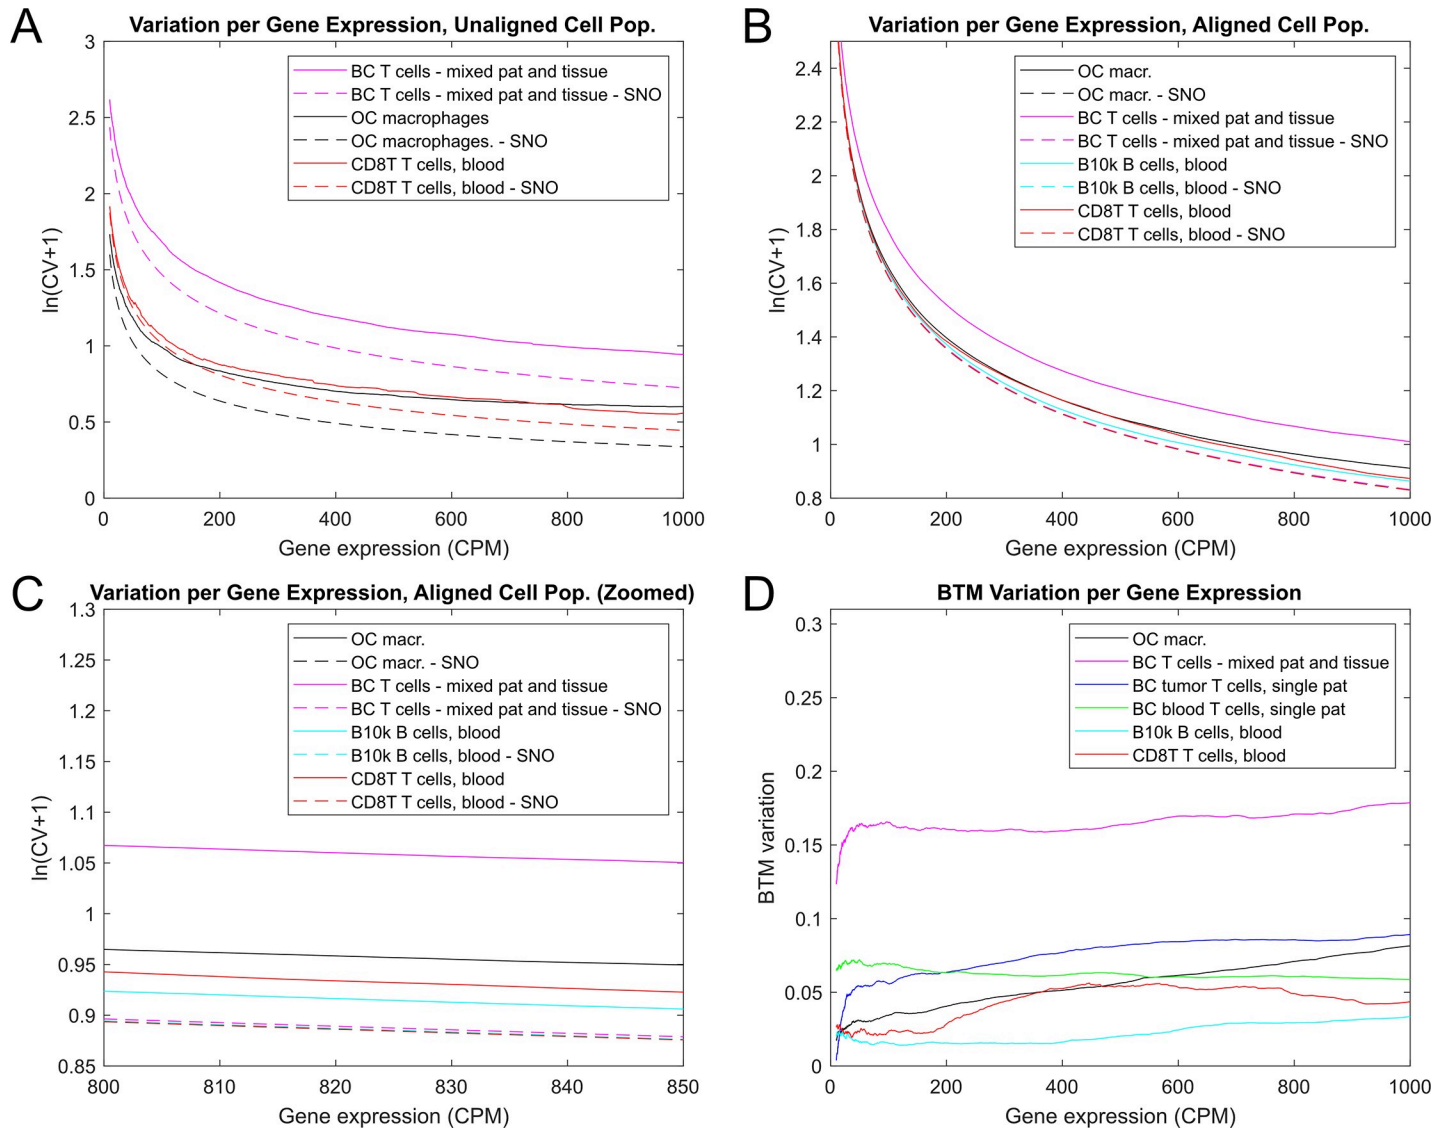 A
Variation per Gene Expression, Unaligned Cell Pop.
3
2.5
2
1.5
1
0.5
0
ln(CV+1)
BC T cells - mixed pat and tissue
BC T cells - mixed pat and tissue - SNO
OC macrophages
OC macrophages. - SNO
CD8T T cells, blood
CD8T T cells, blood - SNO
0 200 400 600 800 1000
Gene expression (CPM)
B
Variation per Gene Expression, Aligned Cell Pop.
2.4
2.2
2
1.8
1.6
1.4
1.2
1
0.8
ln(CV+1)
OC macr.
OC macr. - SNO
BC T cells - mixed pat and tissue
BC T cells - mixed pat and tissue - SNO
B10k B cells, blood
B10k B cells, blood - SNO
CD8T T cells, blood
CD8T T cells, blood - SNO
0 200 400 600 800 1000
Gene expression (CPM)
C
Variation per Gene Expression, Aligned Cell Pop. (Zoomed)
1.3
1.25
1.2
1.15
1.1
1.05
1
0.95
0.9
0.85
ln(CV+1)
OC macr.
OC macr. - SNO
BC T cells - mixed pat and tissue
BC T cells - mixed pat and tissue - SNO
B10k B cells, blood
B10k B cells, blood - SNO
CD8T T cells, blood
CD8T T cells, blood - SNO
800 810 820 830 840 850
Gene expression (CPM)
D
BTM Variation per Gene Expression
0.3
0.25
0.2
0.15
0.1
0.05
0
BTM variation
OC macr.
BC T cells - mixed pat and tissue
BC tumor T cells, single pat
BC blood T cells, single pat
B10k B cells, blood
CD8T T cells, blood
0 200 400 600 800 1000
Gene expression (CPM)